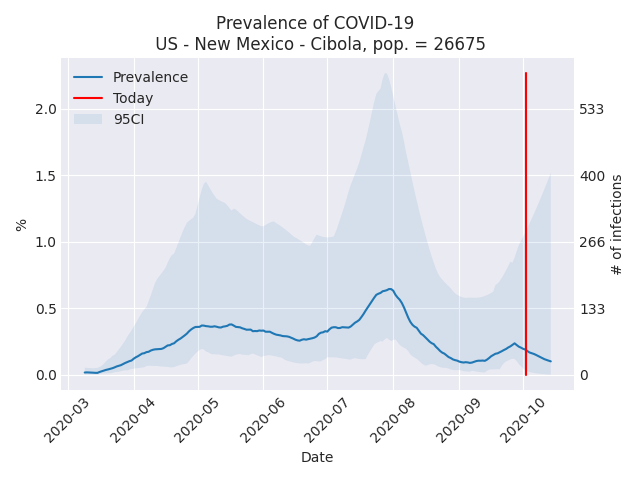 Prevalence of COVID-19
US - New Mexico - Cibola, pop. = 26675
Prevalence
Today
95CI
2.0
1.5
1.0
0.5
0.0
%
533
400
266
133
0
# of infections
2020-03
2020-04
2020-05
2020-06
2020-07
2020-08
2020-09
2020-10
Date